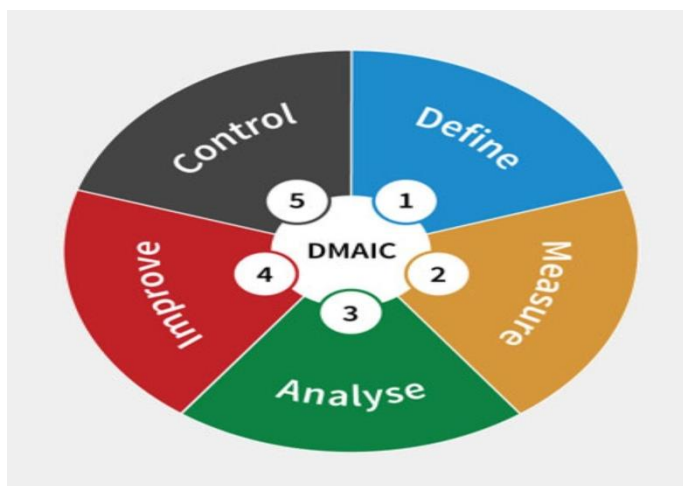 Control
Define
5
1
DMAIC
Improve
4
2
Measure
3
Analyse